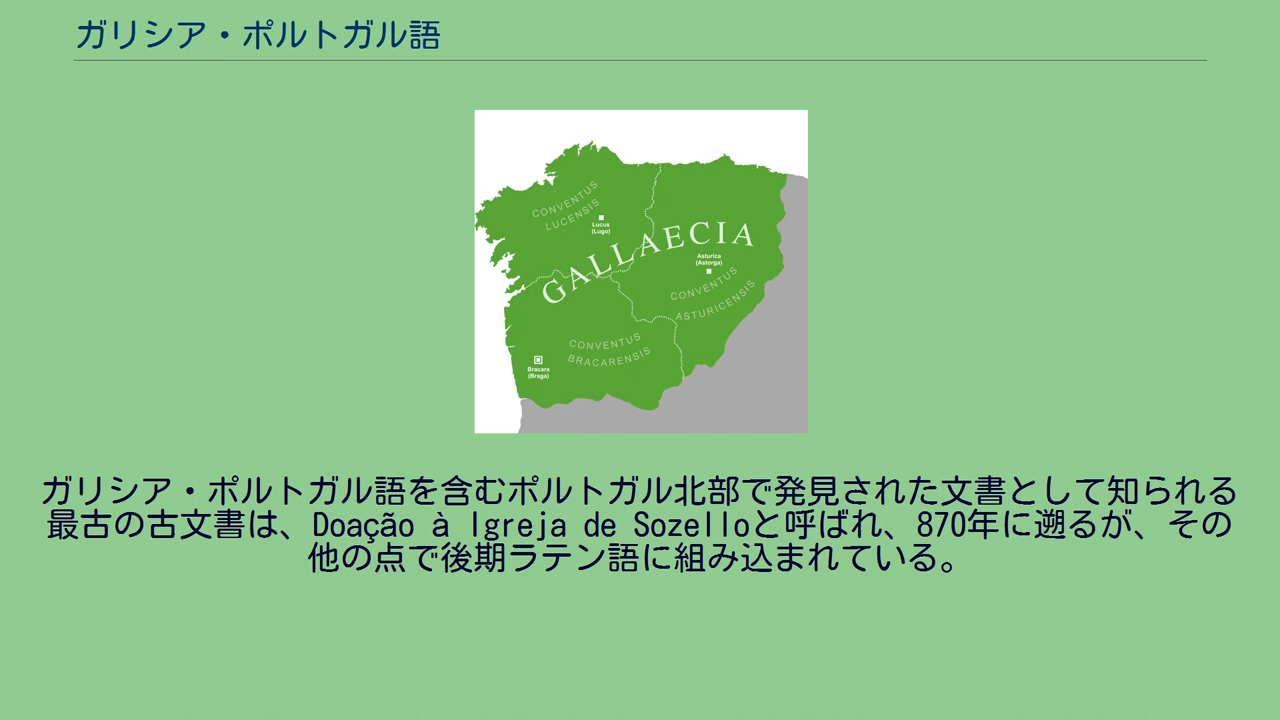 ガリシア・ポルトガル語
CONVENTUS
LUCENSIS
Lucus
(Lugo)
GALLAECIA
Asturica
(Astorga)
CONVENTUS
ASTURICENSIS
CONVENTUS
BRACARENSIS
Bracara
(Braga)
ガリシア・ポルトガル語を含むポルトガル北部で発見された文書として知られる
最古の古文書は、Doação à Igreja de Sozelloと呼ばれ、870年に遡るが、その
他の点で後期ラテン語に組み込まれている。